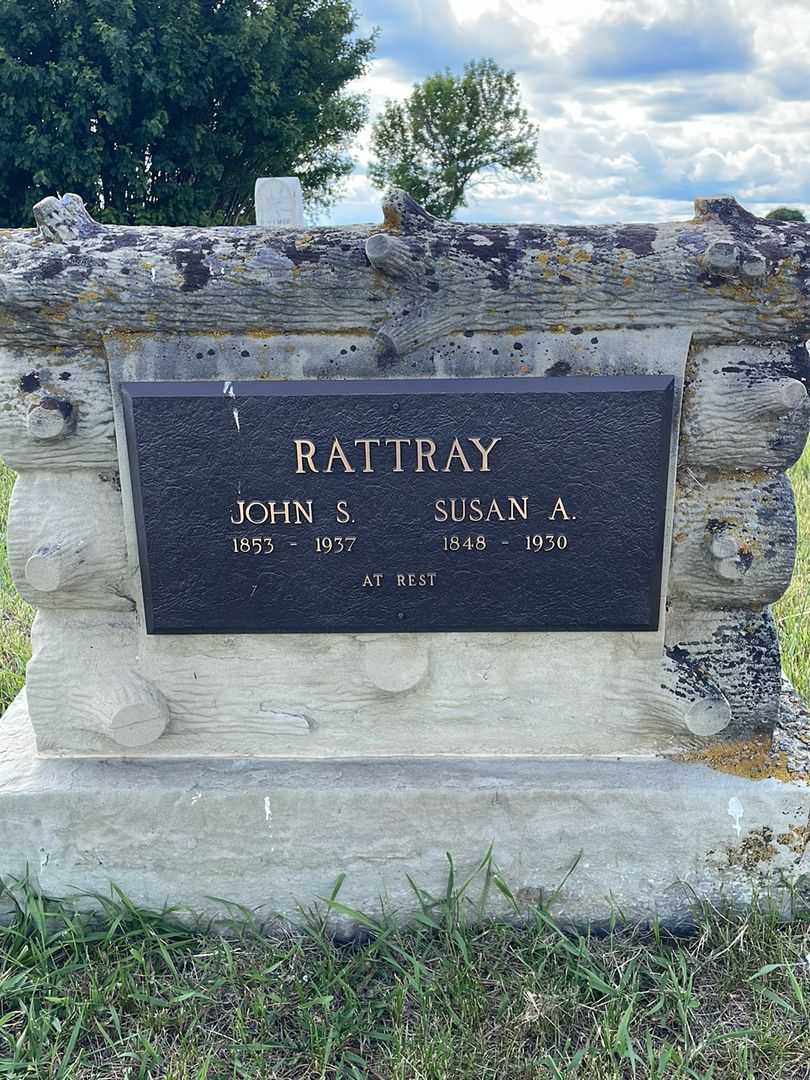 RATTRAY
JOHN S. SUSAN A.
1853 - 1937 1848 - 1930
AT REST